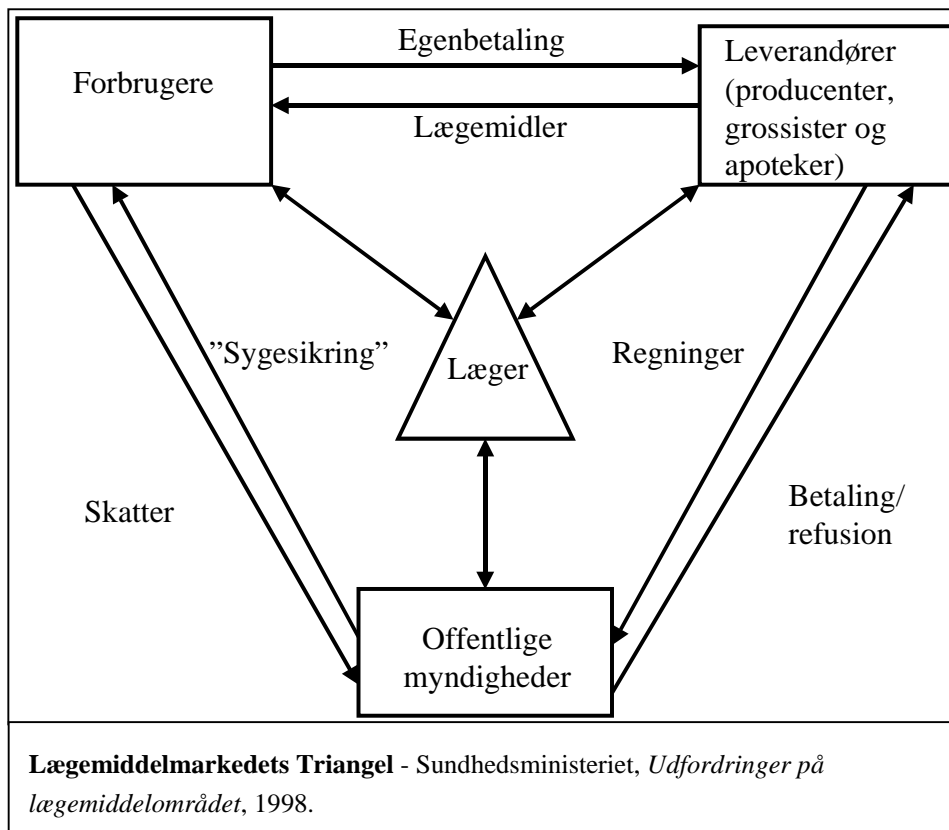 Egenbetaling
Forbrugere
Leverandører
(producenter,
grossister og
apoteker)
Lægemidler
”Sygesikring”
Læger
Regninger
Skatter
Betaling/
refusion
Offentlige
myndigheder
Lægemiddelmarkedets Triangel - Sundhedsministeriet, Udfordringer på
lægemiddelområdet, 1998.